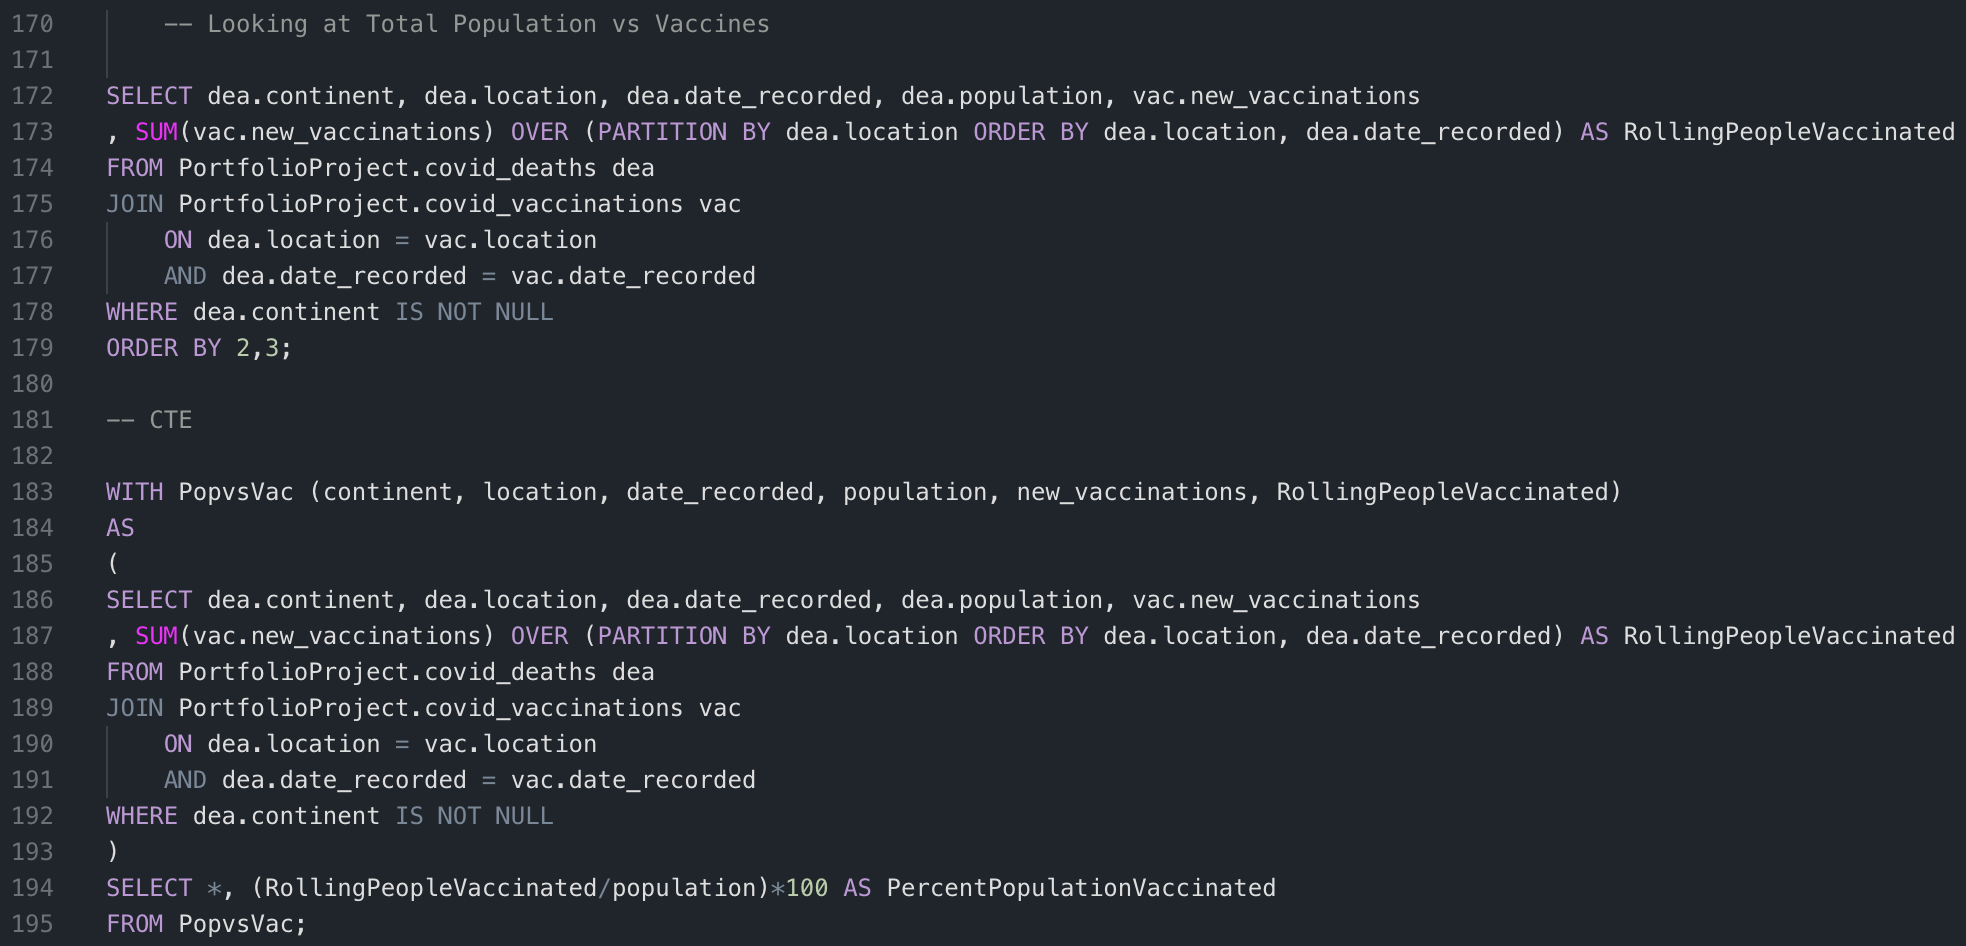 170 -- Looking at Total Population vs Vaccines
171
172 SELECT dea.continent, dea.location, dea.date_recorded, dea.population, vac.new_vaccinations
173 , SUM(vac.new_vaccinations) OVER (PARTITION BY dea.location ORDER BY dea.location, dea.date_recorded) AS RollingPeopleVaccinated
174 FROM PortfolioProject.covid_deaths dea
175 JOIN PortfolioProject.covid_vaccinations vac
176 ON dea.location = vac.location
177 AND dea.date_recorded = vac.date_recorded
178 WHERE dea.continent IS NOT NULL
179 ORDER BY 2,3;
180
181 -- CTE
182
183 WITH PopvsVac (continent, location, date_recorded, population, new_vaccinations, RollingPeopleVaccinated)
184 AS
185 (
186 SELECT dea.continent, dea.location, dea.date_recorded, dea.population, vac.new_vaccinations
187 , SUM(vac.new_vaccinations) OVER (PARTITION BY dea.location ORDER BY dea.location, dea.date_recorded) AS RollingPeopleVaccinated
188 FROM PortfolioProject.covid_deaths dea
189 JOIN PortfolioProject.covid_vaccinations vac
190 ON dea.location = vac.location
191 AND dea.date_recorded = vac.date_recorded
192 WHERE dea.continent IS NOT NULL
193 )
194 SELECT *, (RollingPeopleVaccinated/population)*100 AS PercentPopulationVaccinated
195 FROM PopvsVac;